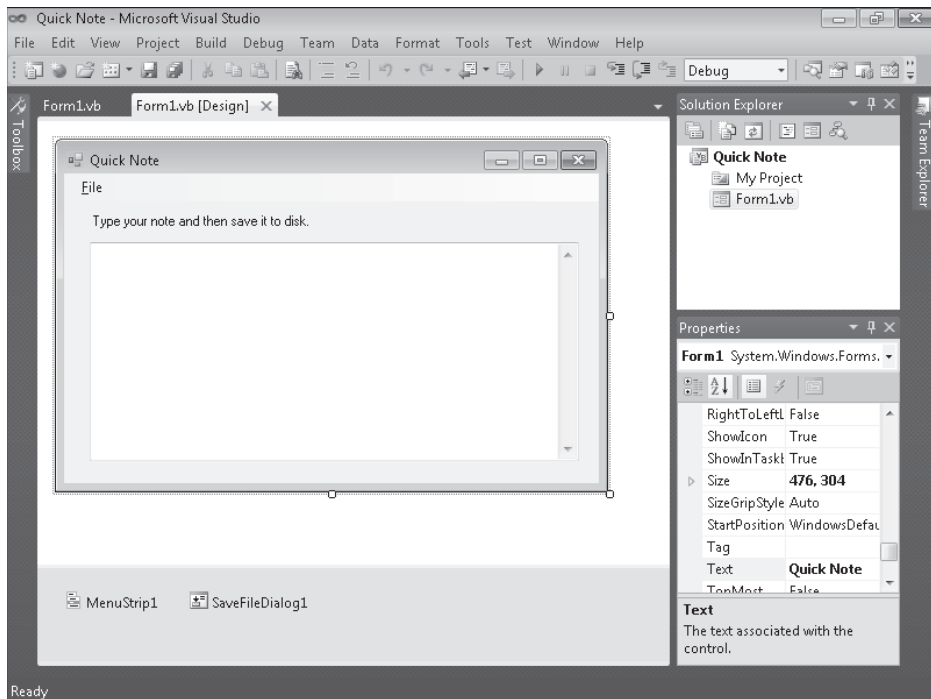 Quick Note - Microsoft Visual Studio
File Edit View Project Build Debug Team Data Format Tools Test Window Help
Debug
Toolbox
Form1.vb
Form1.vb [Design]
Quick Note
File
Type your note and then save it to disk.
MenuStrip1
SaveFileDialog1
Solution Explorer
Quick Note
My Project
Form1.vb
Team Explorer
Properties
Form1 System.Windows.Forms.
RightToLeftL False
ShowIcon True
ShowInTaskb True
Size 476, 304
SizeGripStyle Auto
StartPosition WindowsDefau
Tag
Text Quick Note
TopMost False
Text
The text associated with the
control.
Ready